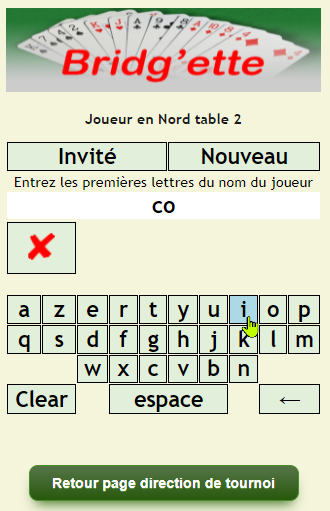 Bridg'ette
Joueur en Nord table 2
Invité Nouveau
Entrez les premières lettres du nom du joueur
co
✘
a z e r t y u i o p
q s d f g h j k l m
w x c v b n
Clear espace ←
Retour page direction de tournoi